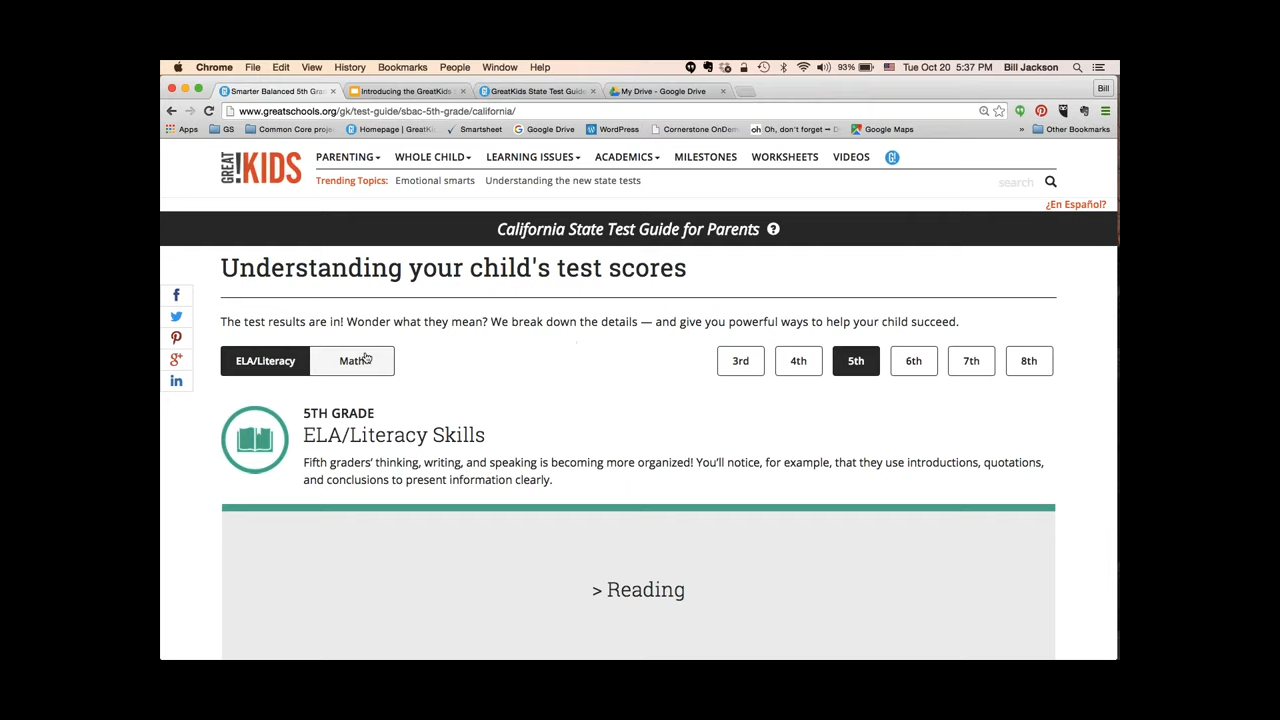 Chrome File Edit View History Bookmarks People Window Help 93% Tue Oct 20 5:37 PM Bill Jackson
Smarter Balanced 5th Gra Introducing the GreatKids GreatKids State Test Guide My Drive - Google Drive Bill
www.greatschools.org/gk/test-guide/sbac-5th-grade/california/
Apps GS Common Core proje Homepage | GreatKi Smartsheet Google Drive WordPress Cornerstone OnDem oh Oh, don't forget Google Maps » Other Bookmarks
GREAT!KIDS
PARENTING WHOLE CHILD LEARNING ISSUES ACADEMICS MILESTONES WORKSHEETS VIDEOS G!
Trending Topics: Emotional smarts Understanding the new state tests search
¿En Español?
California State Test Guide for Parents ?
Understanding your child's test scores
The test results are in! Wonder what they mean? We break down the details — and give you powerful ways to help your child succeed.
ELA/Literacy Math 3rd 4th 5th 6th 7th 8th
5TH GRADE
ELA/Literacy Skills
Fifth graders' thinking, writing, and speaking is becoming more organized! You'll notice, for example, that they use introductions, quotations,
and conclusions to present information clearly.
> Reading